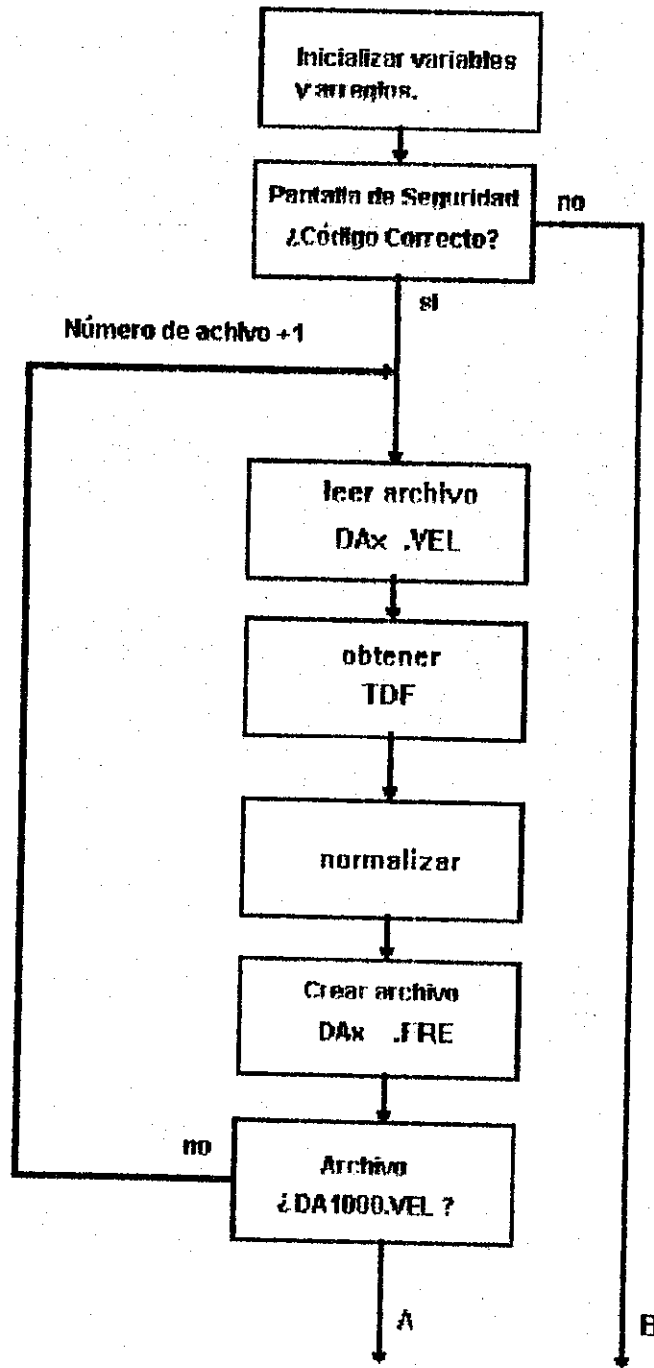 Inicializar variables
y arreglos.
Pantalla de Seguridad
¿Código Correcto?
no
si
Número de achivo +1
leer archivo
DAx .VEL
obtener
TDF
normalizar
Crear archivo
DAx .FRE
no
Archivo
¿DA1000.VEL ?
A
B